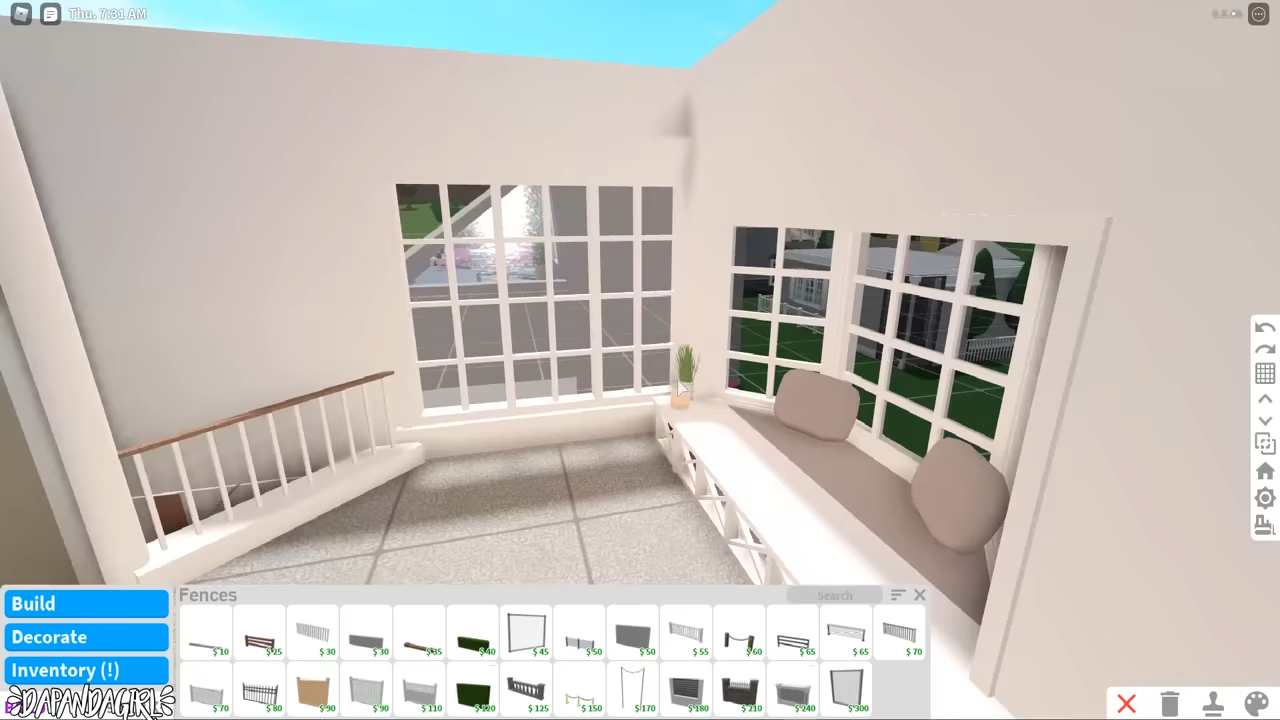 Thu. 7:31 AM
Build
Decorate
Inventory (!)
Fences
Search
$10 $25 $30 $30 $35 $40 $45 $50 $50 $55 $60 $65 $65 $70
$70 $80 $90 $90 $110 $120 $125 $150 $170 $180 $210 $240 $300
DAPANDAGIRL